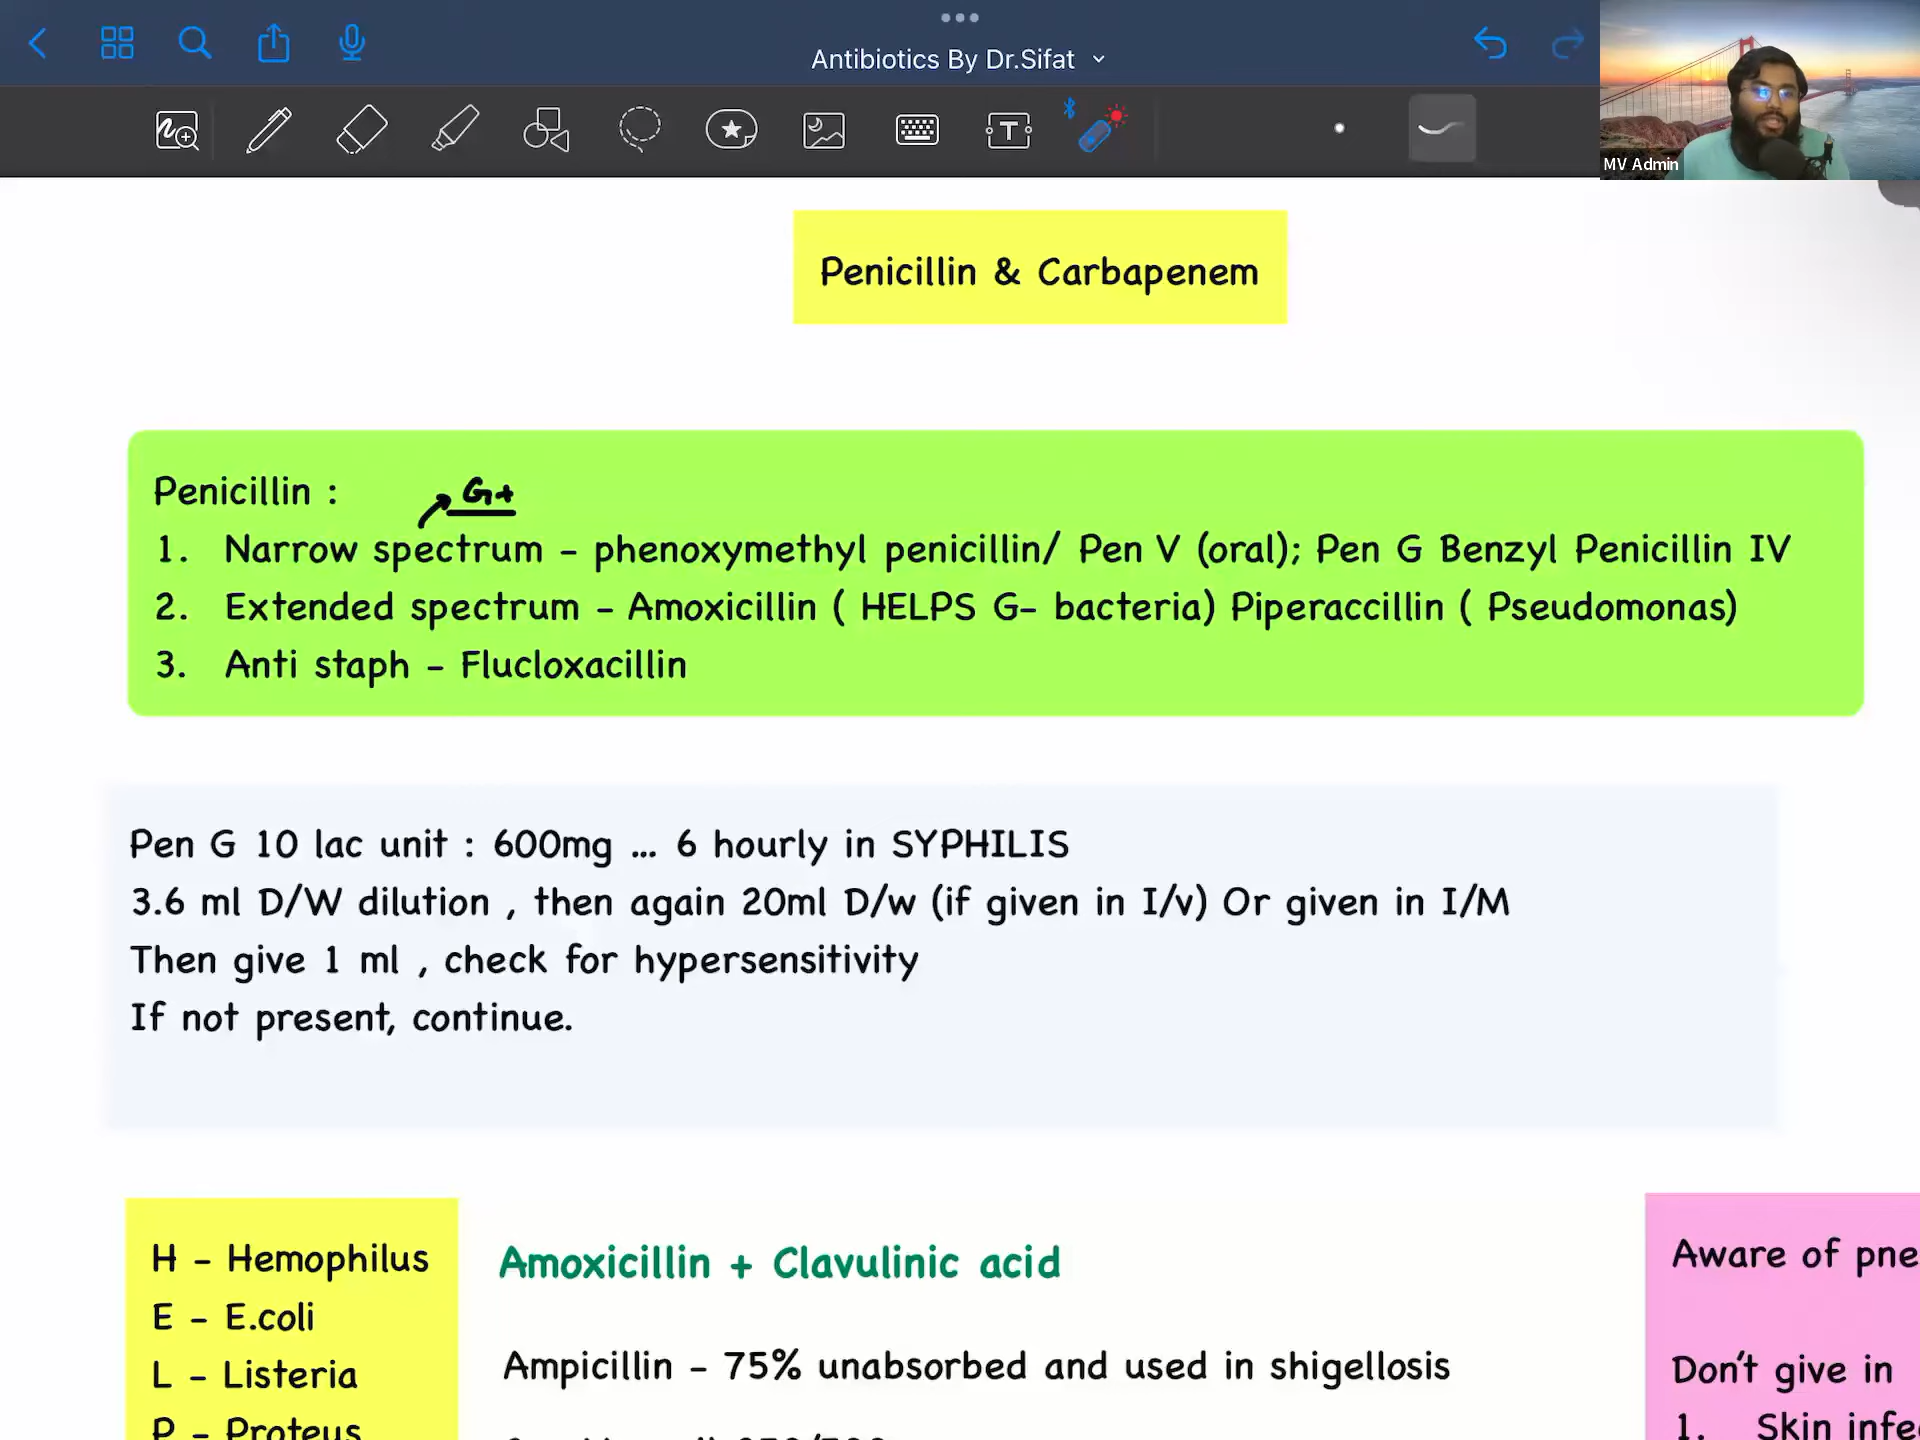 Antibiotics By Dr.Sifat
MV Admin
Penicillin & Carbapenem
Penicillin :
G+
1. Narrow spectrum - phenoxymethyl penicillin/ Pen V (oral); Pen G Benzyl Penicillin IV
2. Extended spectrum - Amoxicillin ( HELPS G- bacteria) Piperaccillin ( Pseudomonas)
3. Anti staph - Flucloxacillin
Pen G 10 lac unit : 600mg ... 6 hourly in SYPHILIS
3.6 ml D/W dilution , then again 20ml D/w (if given in I/v) Or given in I/M
Then give 1 ml , check for hypersensitivity
If not present, continue.
H - Hemophilus
E - E.coli
L - Listeria
P - Proteus
Amoxicillin + Clavulinic acid
Ampicillin - 75% unabsorbed and used in shigellosis
Aware of pne
Don't give in
1. Skin infe